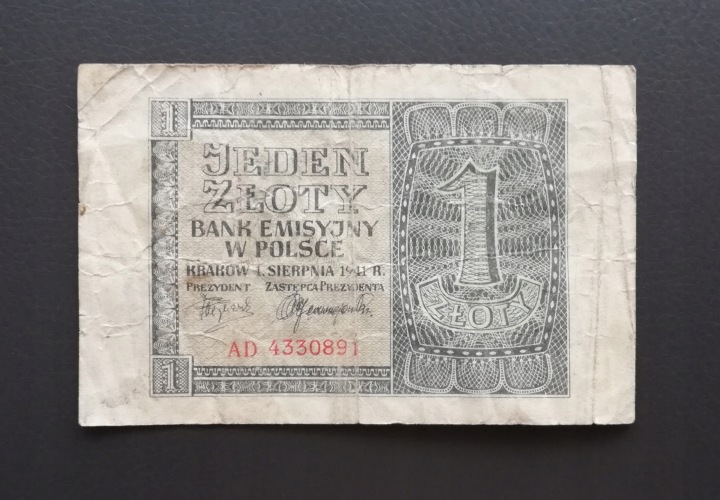 1
JEDEN
ZŁOTY
BANK EMISYJNY
W POLSCE
KRAKÓW 1. SIERPNIA 1941 R.
PREZYDENT ZASTĘPCA PREZYDENTA
AD 4330891
1
1
ZŁOTY